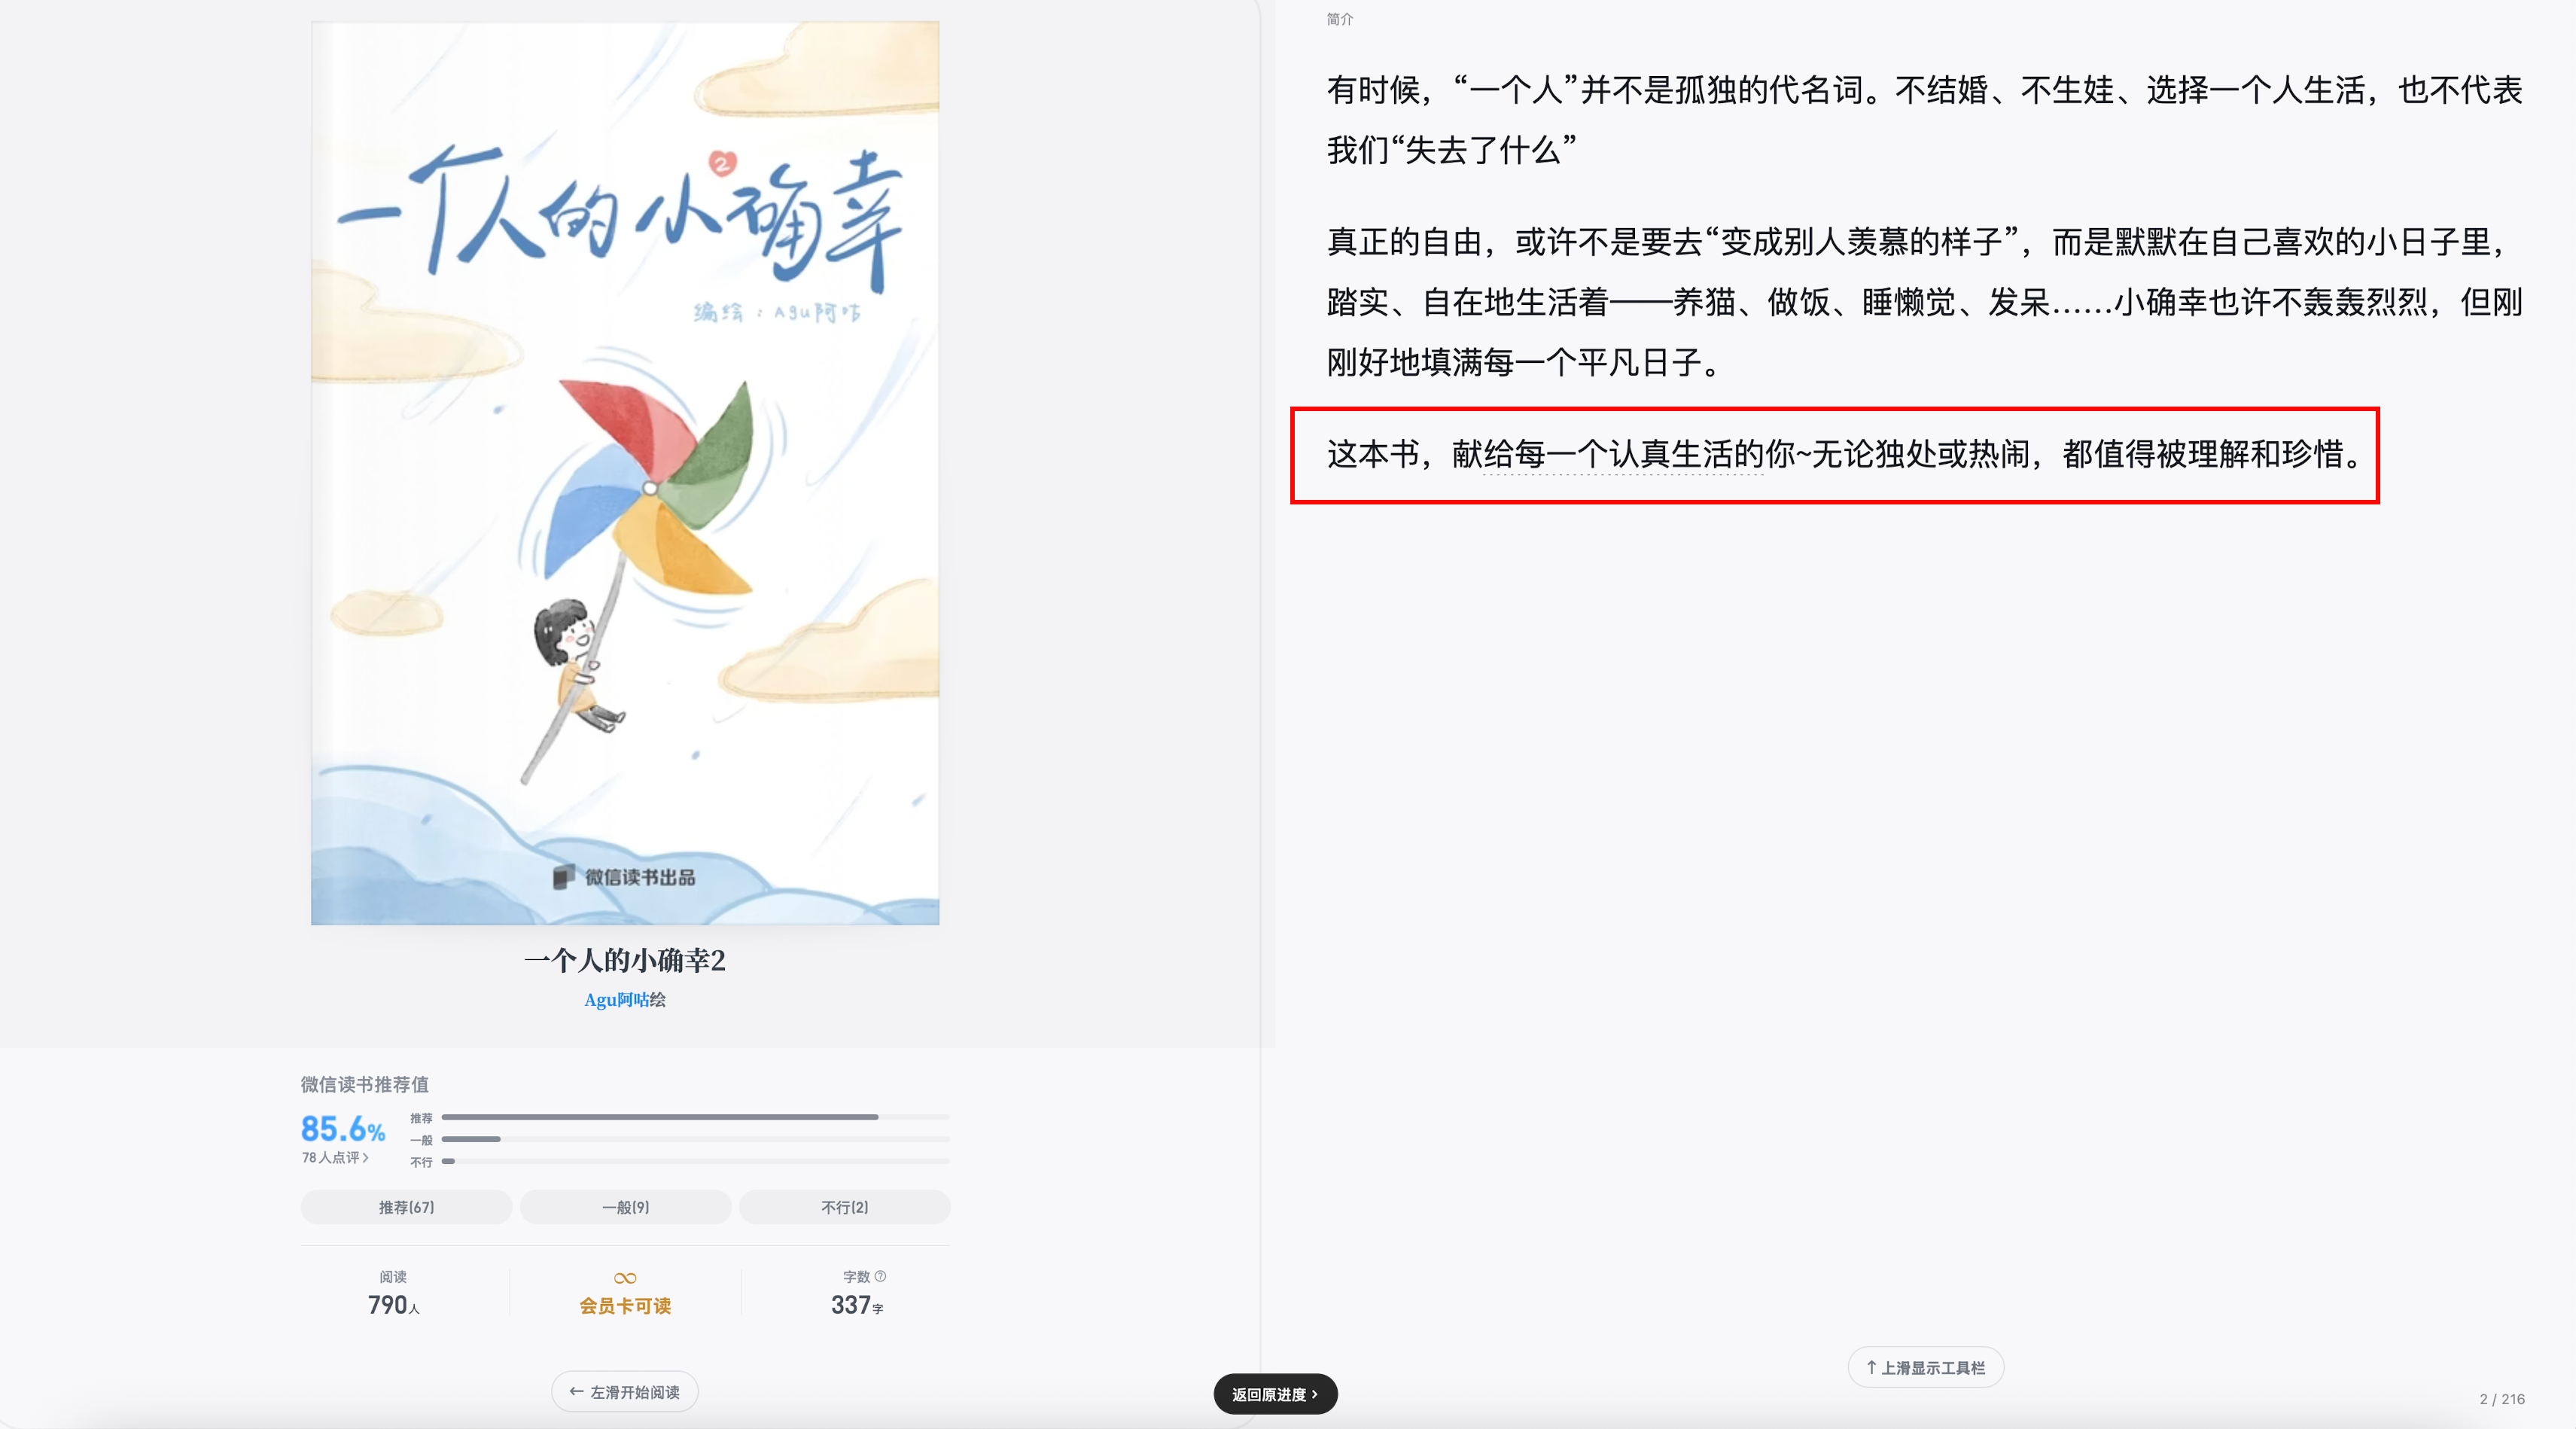 一个人的小确幸
2
编绘：Agu阿咕
微信读书出品
一个人的小确幸2
Agu阿咕绘
微信读书推荐值
85.6%
78人点评
推荐
一般
不行
推荐(67)
一般(9)
不行(2)
阅读
790人
会员卡可读
字数
337字
← 左滑开始阅读
返回原进度
简介
有时候，“一个人”并不是孤独的代名词。不结婚、不生娃、选择一个人生活，也不代表
我们“失去了什么”
真正的自由，或许不是要去“变成别人羡慕的样子”，而是默默在自己喜欢的小日子里，
踏实、自在地生活着——养猫、做饭、睡懒觉、发呆……小确幸也许不轰轰烈烈，但刚
刚好地填满每一个平凡日子。
这本书，献给每一个认真生活的你~无论独处或热闹，都值得被理解和珍惜。
↑ 上滑显示工具栏
2 / 216